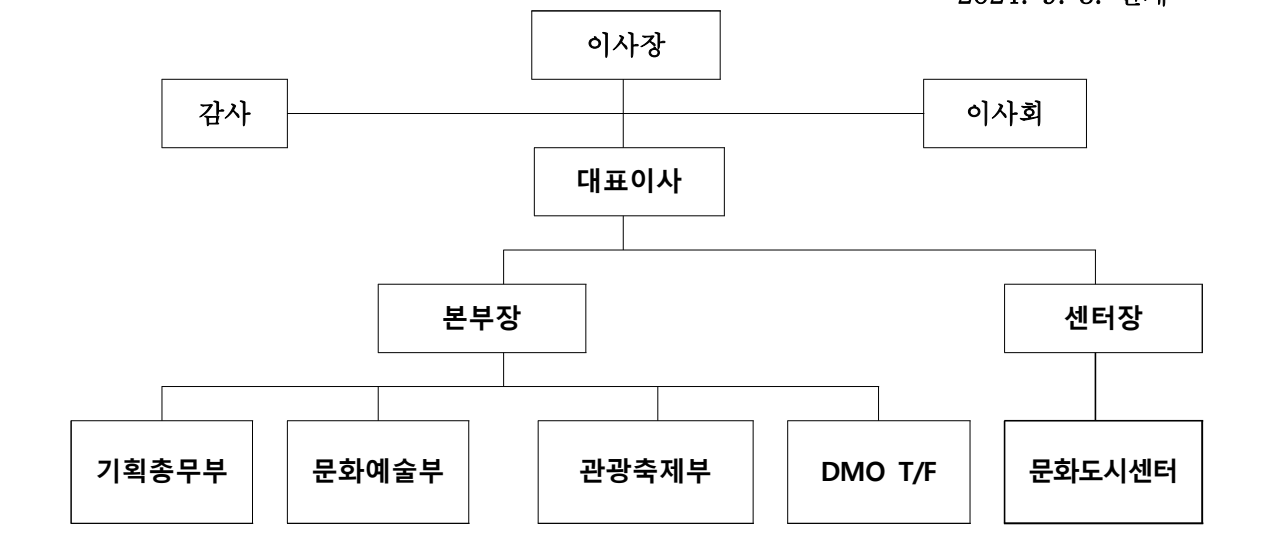 이사장
감사
이사회
대표이사
본부장
센터장
기획총무부
문화예술부
관광축제부
DMO T/F
문화도시센터